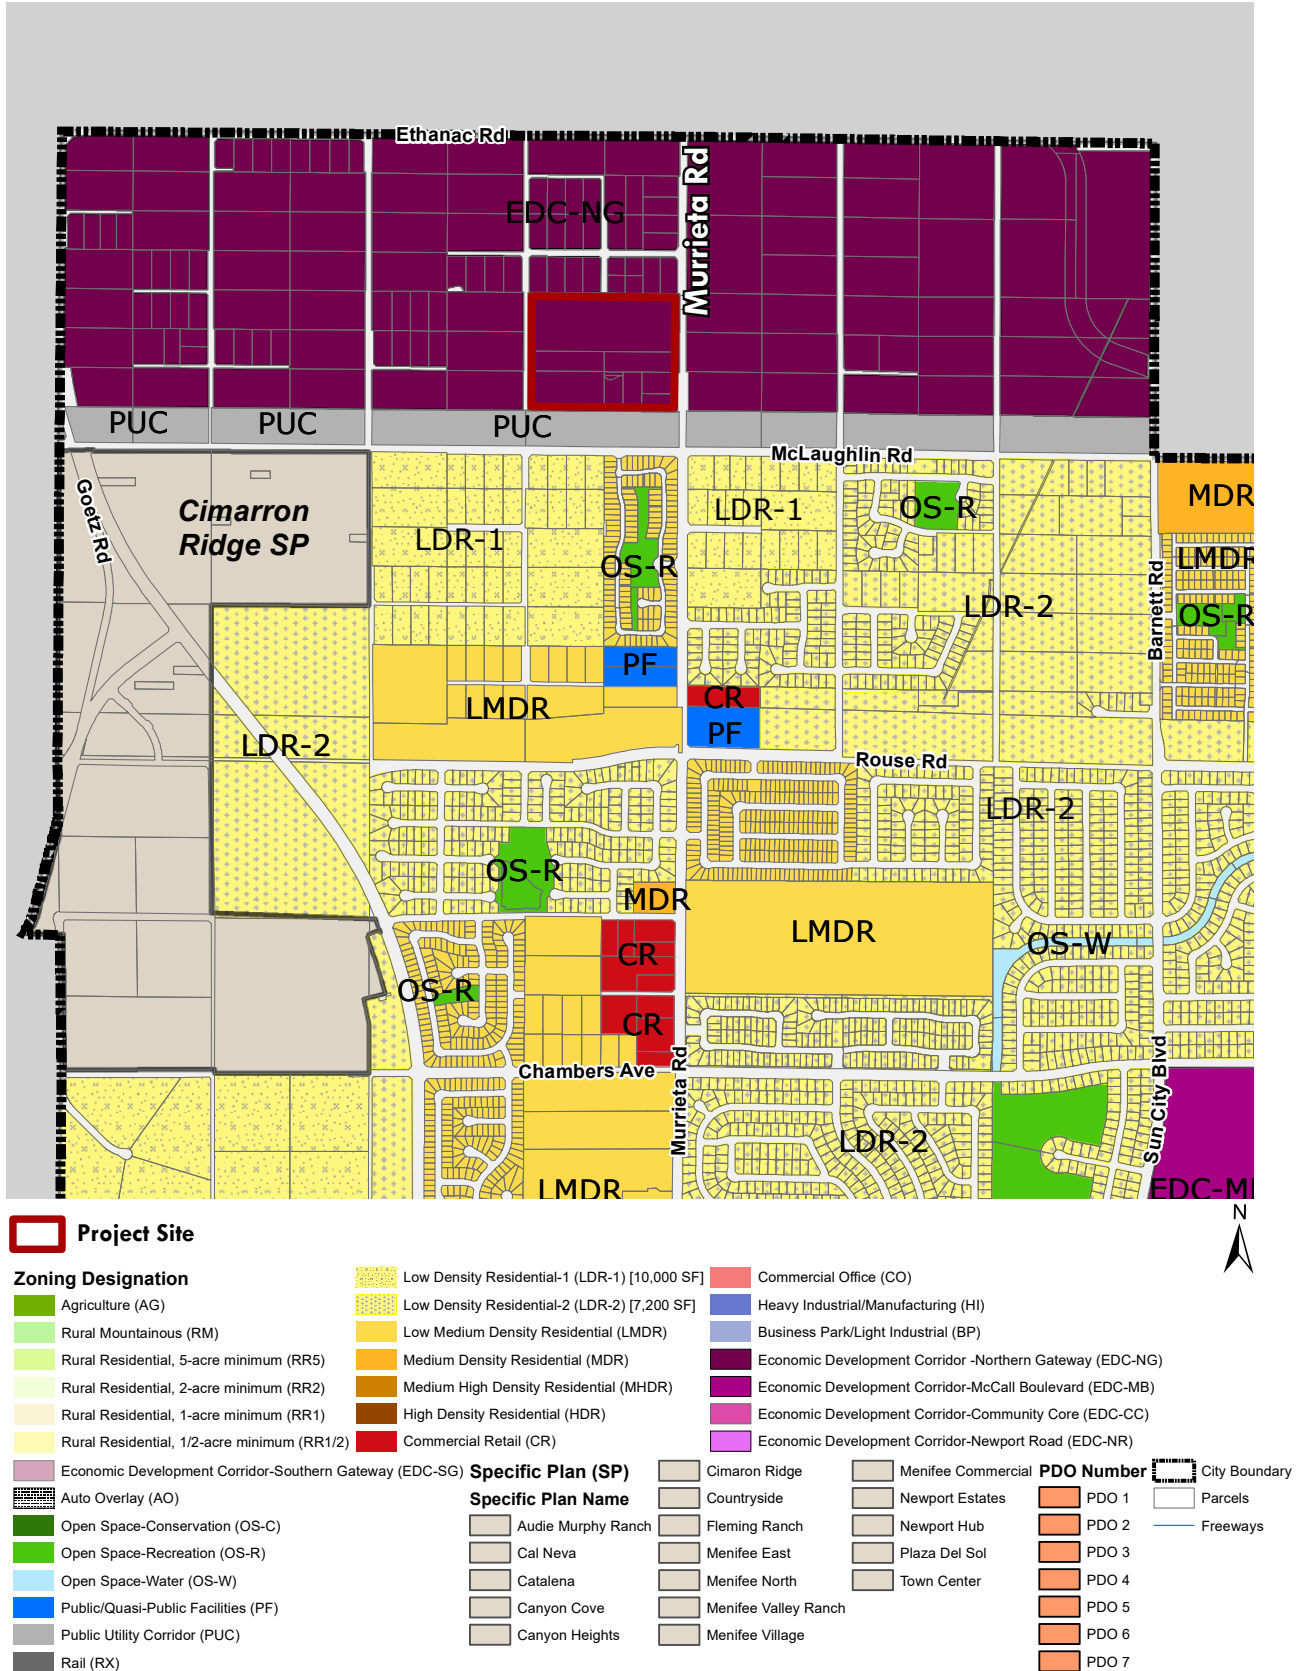 Ethanac Rd
Murrieta Rd
EDC-NG
PUC
PUC
PUC
McLaughlin Rd
Goetz Rd
Cimarron
Ridge SP
LDR-1
OS-R
LDR-1
OS-R
MDR
LMDR
OS-R
Barnett Rd
LDR-2
PF
CR
PF
LMDR
LDR-2
Rouse Rd
LDR-2
OS-R
MDR
LMDR
OS-W
CR
OS-R
CR
Chambers Ave
Murrieta Rd
Sun City Blvd
LDR-2
LMDR
EDC-M
N
Project Site
Zoning Designation
Agriculture (AG)
Rural Mountainous (RM)
Rural Residential, 5-acre minimum (RR5)
Rural Residential, 2-acre minimum (RR2)
Rural Residential, 1-acre minimum (RR1)
Rural Residential, 1/2-acre minimum (RR1/2)
Economic Development Corridor-Southern Gateway (EDC-SG)
Auto Overlay (AO)
Open Space-Conservation (OS-C)
Open Space-Recreation (OS-R)
Open Space-Water (OS-W)
Public/Quasi-Public Facilities (PF)
Public Utility Corridor (PUC)
Rail (RX)
Low Density Residential-1 (LDR-1) [10,000 SF]
Low Density Residential-2 (LDR-2) [7,200 SF]
Low Medium Density Residential (LMDR)
Medium Density Residential (MDR)
Medium High Density Residential (MHDR)
High Density Residential (HDR)
Commercial Retail (CR)
Commercial Office (CO)
Heavy Industrial/Manufacturing (HI)
Business Park/Light Industrial (BP)
Economic Development Corridor -Northern Gateway (EDC-NG)
Economic Development Corridor-McCall Boulevard (EDC-MB)
Economic Development Corridor-Community Core (EDC-CC)
Economic Development Corridor-Newport Road (EDC-NR)
Specific Plan (SP)
Specific Plan Name
Audie Murphy Ranch
Cal Neva
Catalena
Canyon Cove
Canyon Heights
Cimaron Ridge
Countryside
Fleming Ranch
Menifee East
Menifee North
Menifee Valley Ranch
Menifee Village
Menifee Commercial
Newport Estates
Newport Hub
Plaza Del Sol
Town Center
PDO Number
PDO 1
PDO 2
PDO 3
PDO 4
PDO 5
PDO 6
PDO 7
City Boundary
Parcels
Freeways